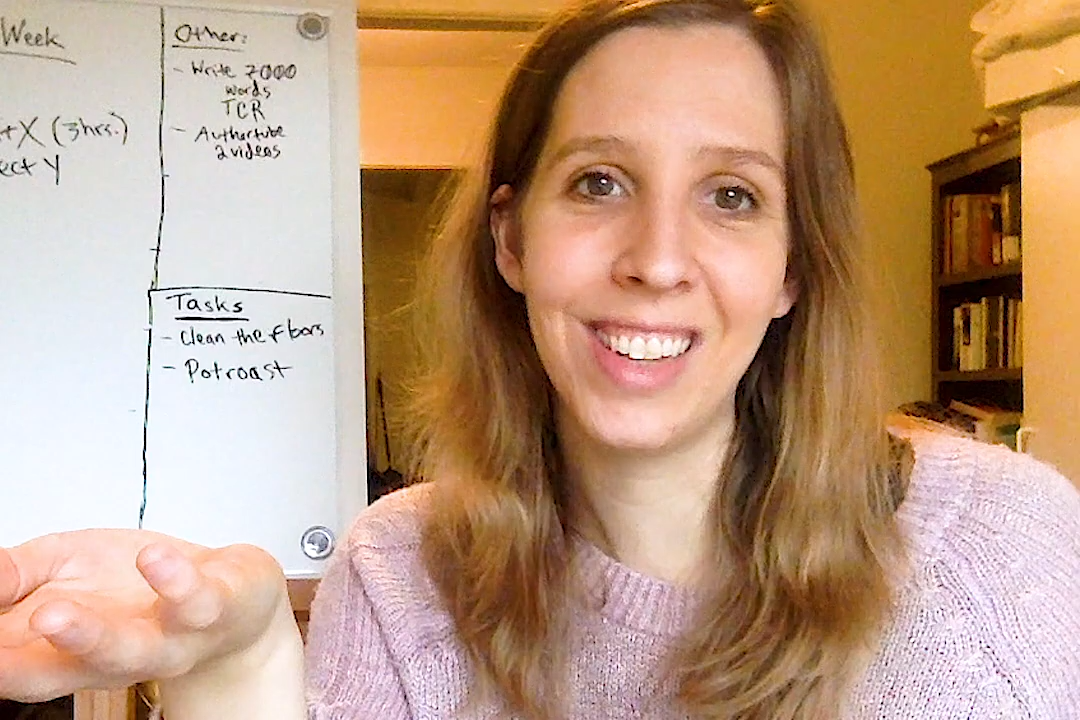 Week
X (3hrs.)
ect Y
Other:
- Write 7000
words
TCR
- Authortube
2 videos
Tasks
- Clean the floors
- Potroast